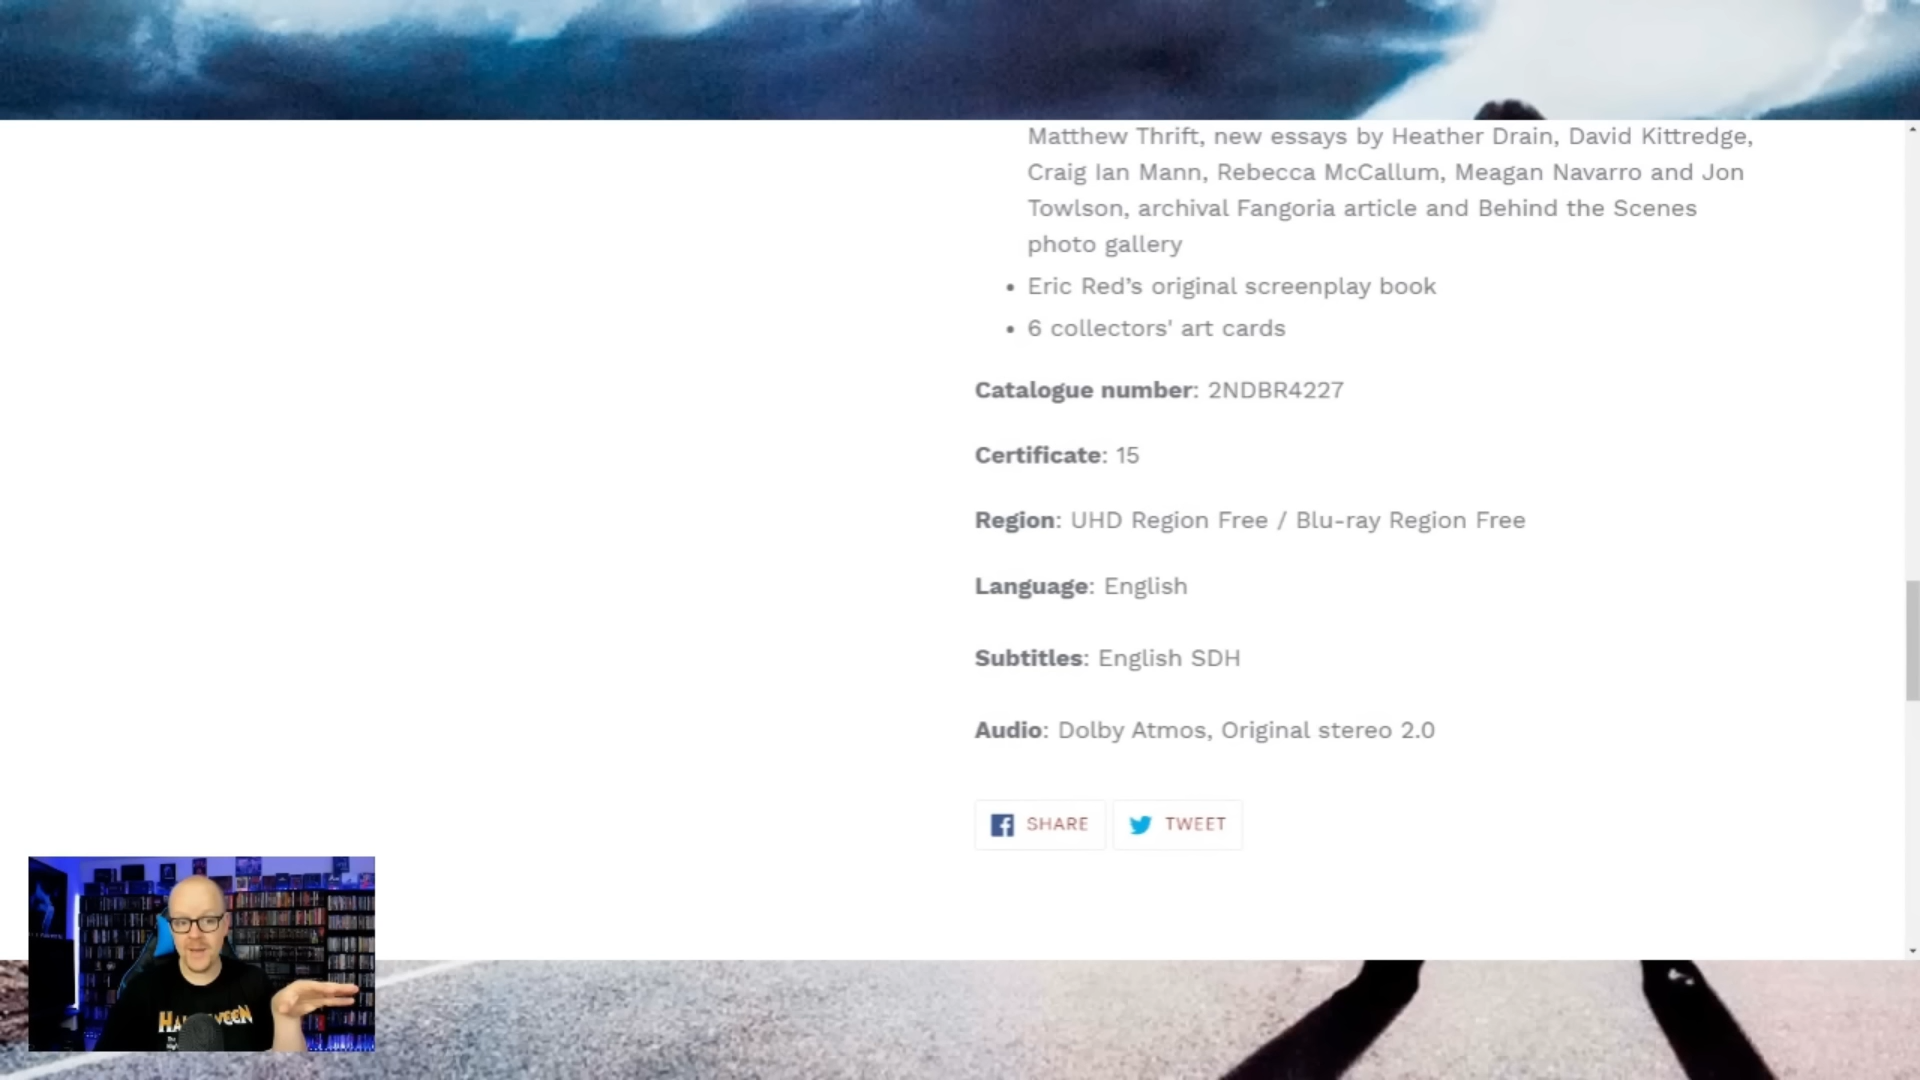 Matthew Thrift, new essays by Heather Drain, David Kittredge,
Craig Ian Mann, Rebecca McCallum, Meagan Navarro and Jon
Towlson, archival Fangoria article and Behind the Scenes
photo gallery
• Eric Red’s original screenplay book
• 6 collectors' art cards
Catalogue number: 2NDBR4227
Certificate: 15
Region: UHD Region Free / Blu-ray Region Free
Language: English
Subtitles: English SDH
Audio: Dolby Atmos, Original stereo 2.0
SHARE TWEET